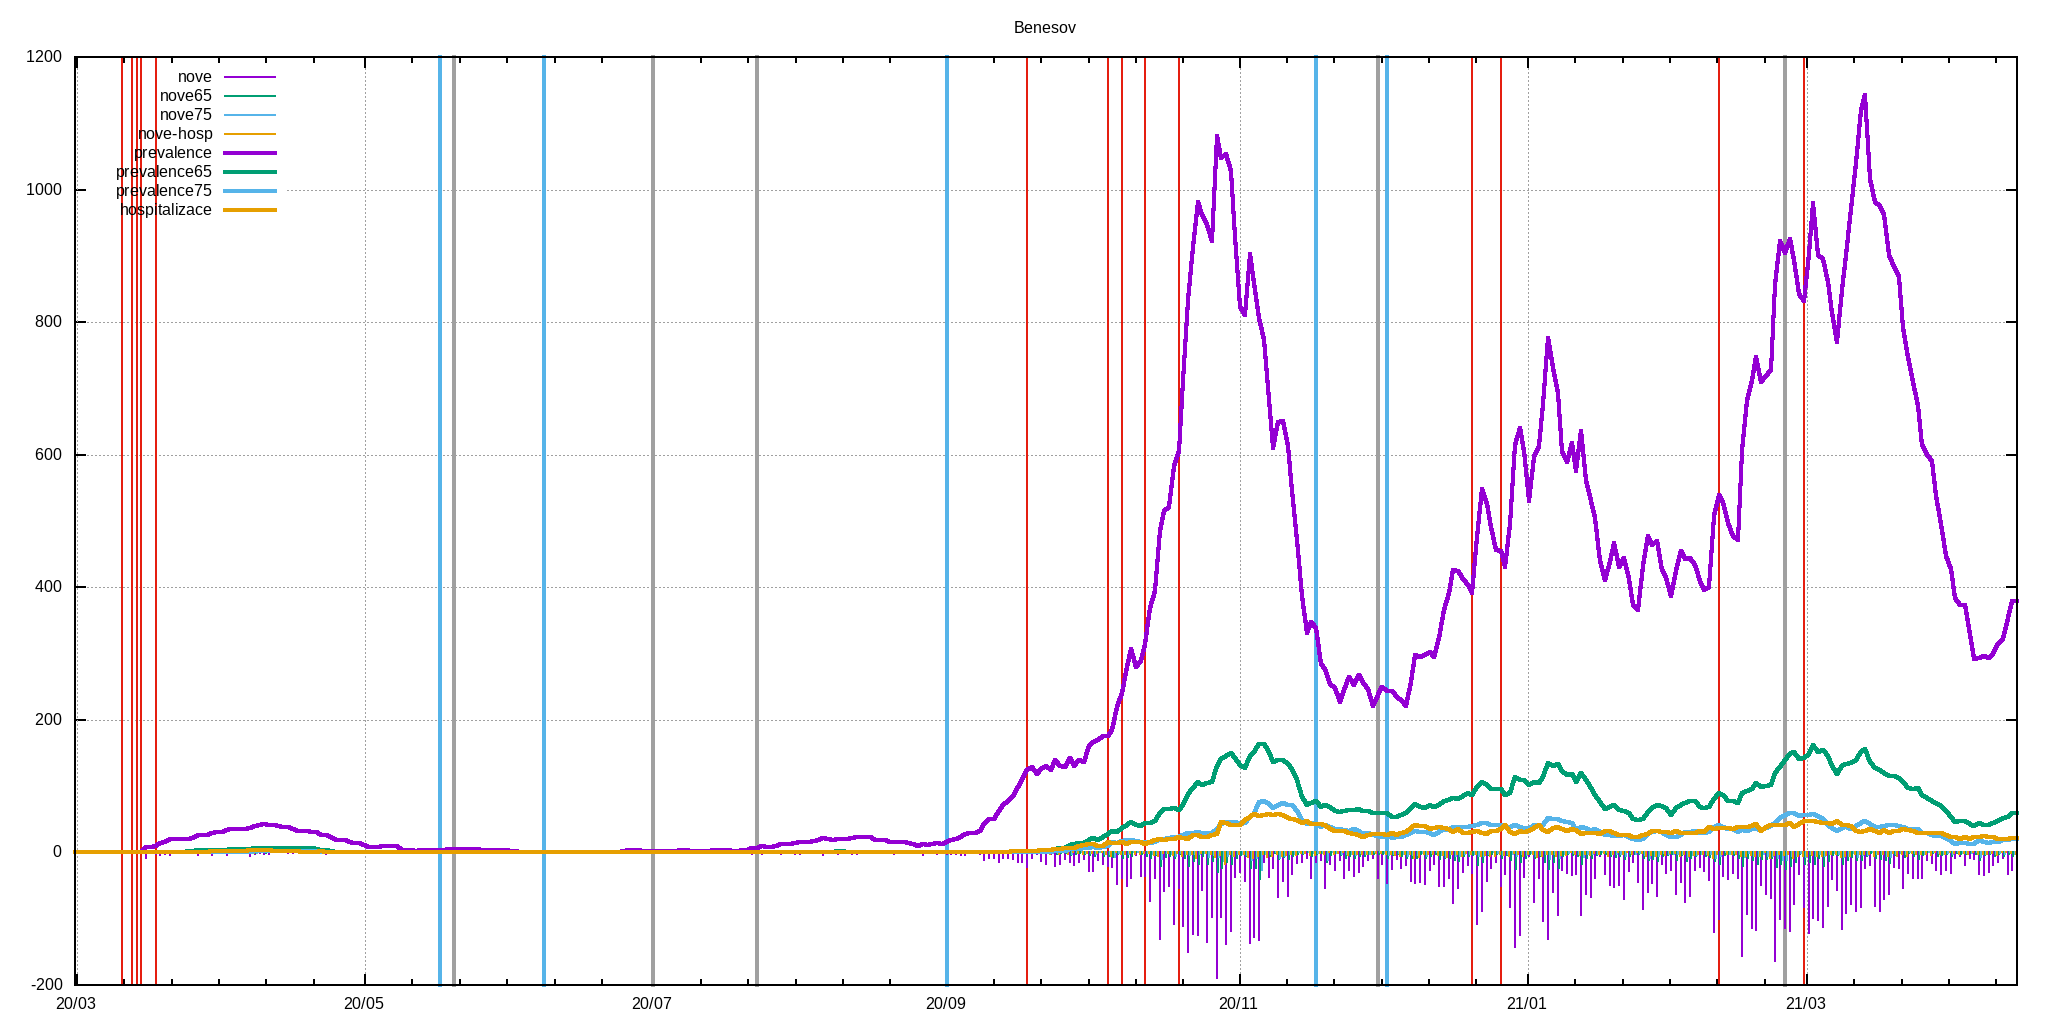 Benesov
1200
1000
800
600
400
200
0
-200
nove
nove65
nove75
nove-hosp
prevalence
prevalence65
prevalence75
hospitalizace
20/03 20/05 20/07 20/09 20/11 21/01 21/03